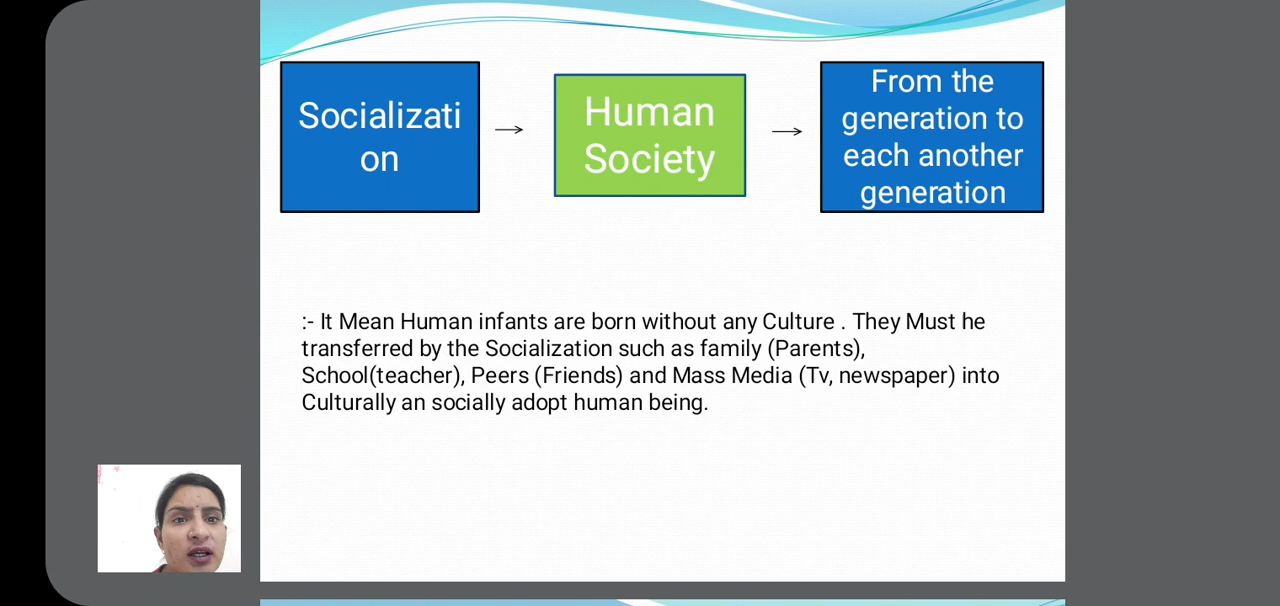 Socializati
on
Human
Society
From the
generation to
each another
generation
:- It Mean Human infants are born without any Culture . They Must he
transferred by the Socialization such as family (Parents),
School(teacher), Peers (Friends) and Mass Media (Tv, newspaper) into
Culturally an socially adopt human being.